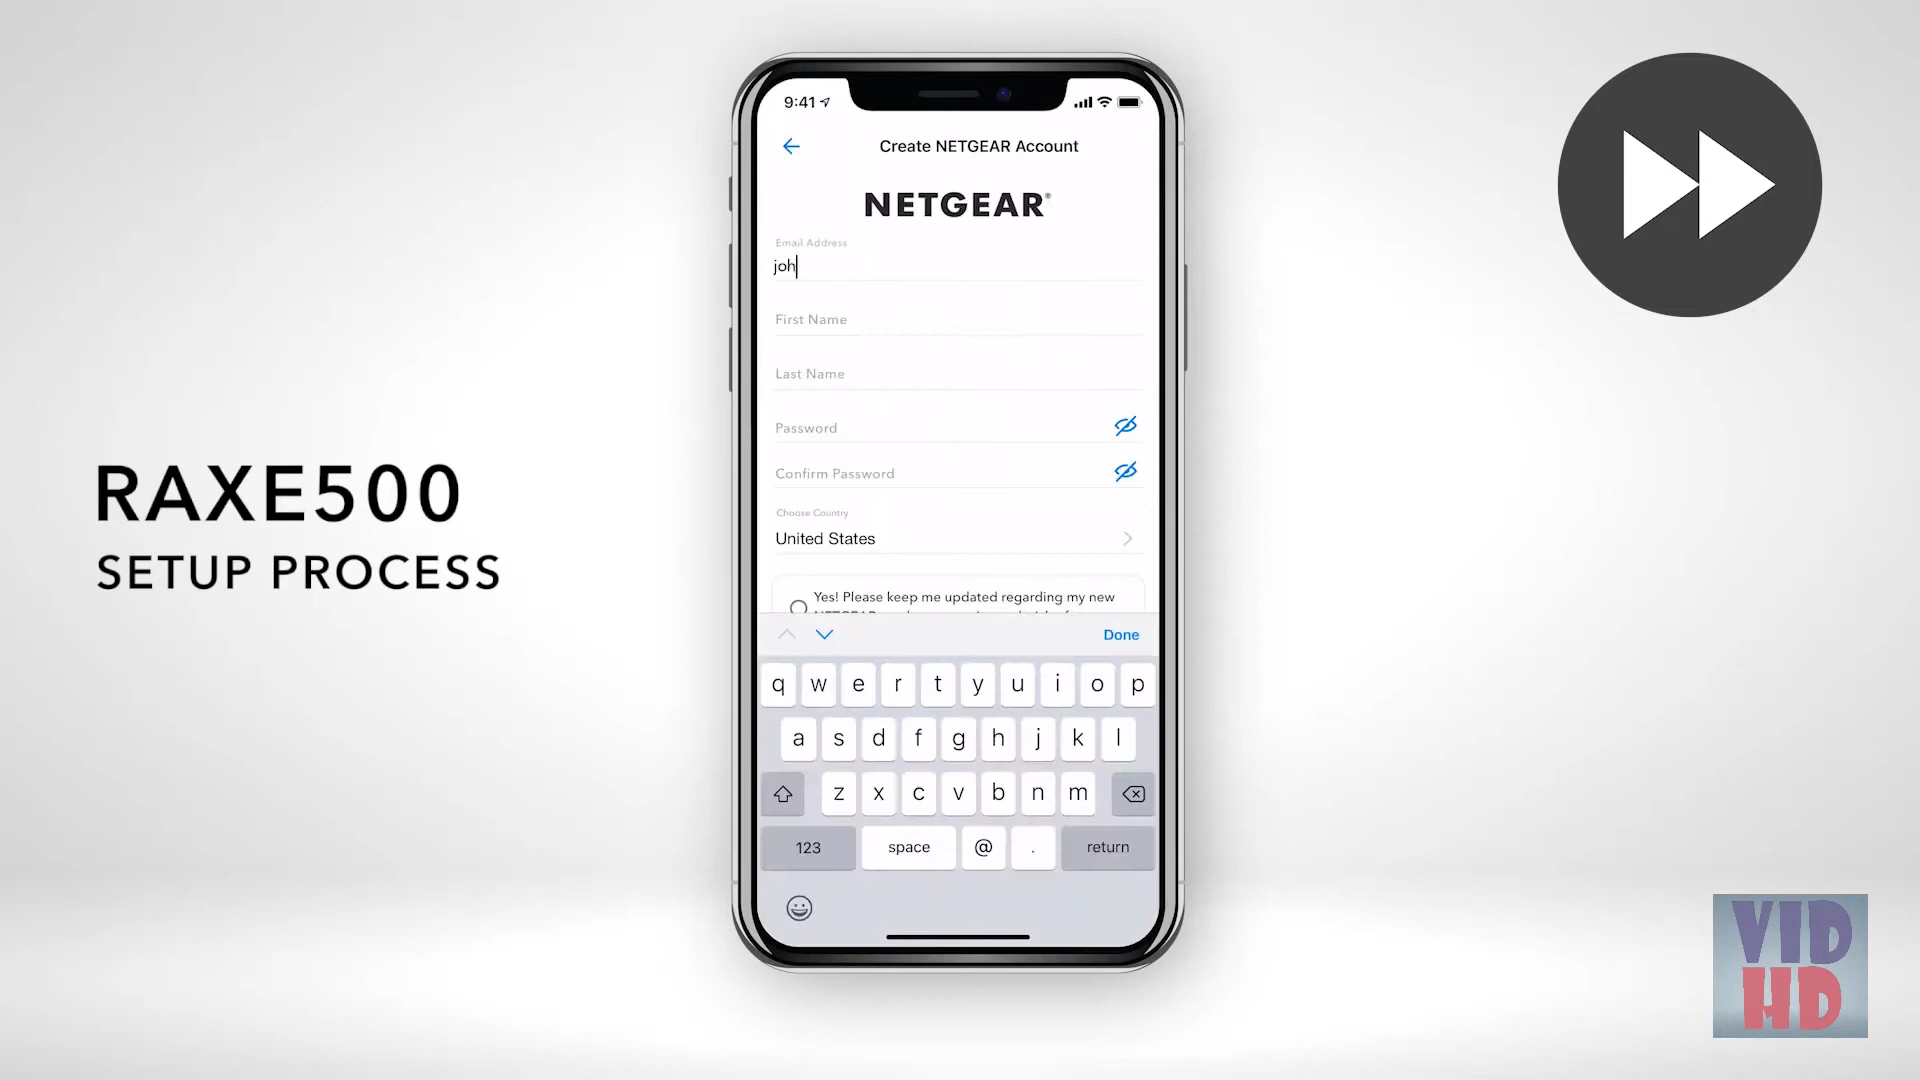 9:41
Create NETGEAR Account
NETGEAR®
Email Address
joh
First Name
Last Name
Password
Confirm Password
Choose Country
United States
Yes! Please keep me updated regarding my new
Done
q w e r t y u i o p
a s d f g h j k l
z x c v b n m
123 space @ . return
RAXE500
SETUP PROCESS
VID
HD